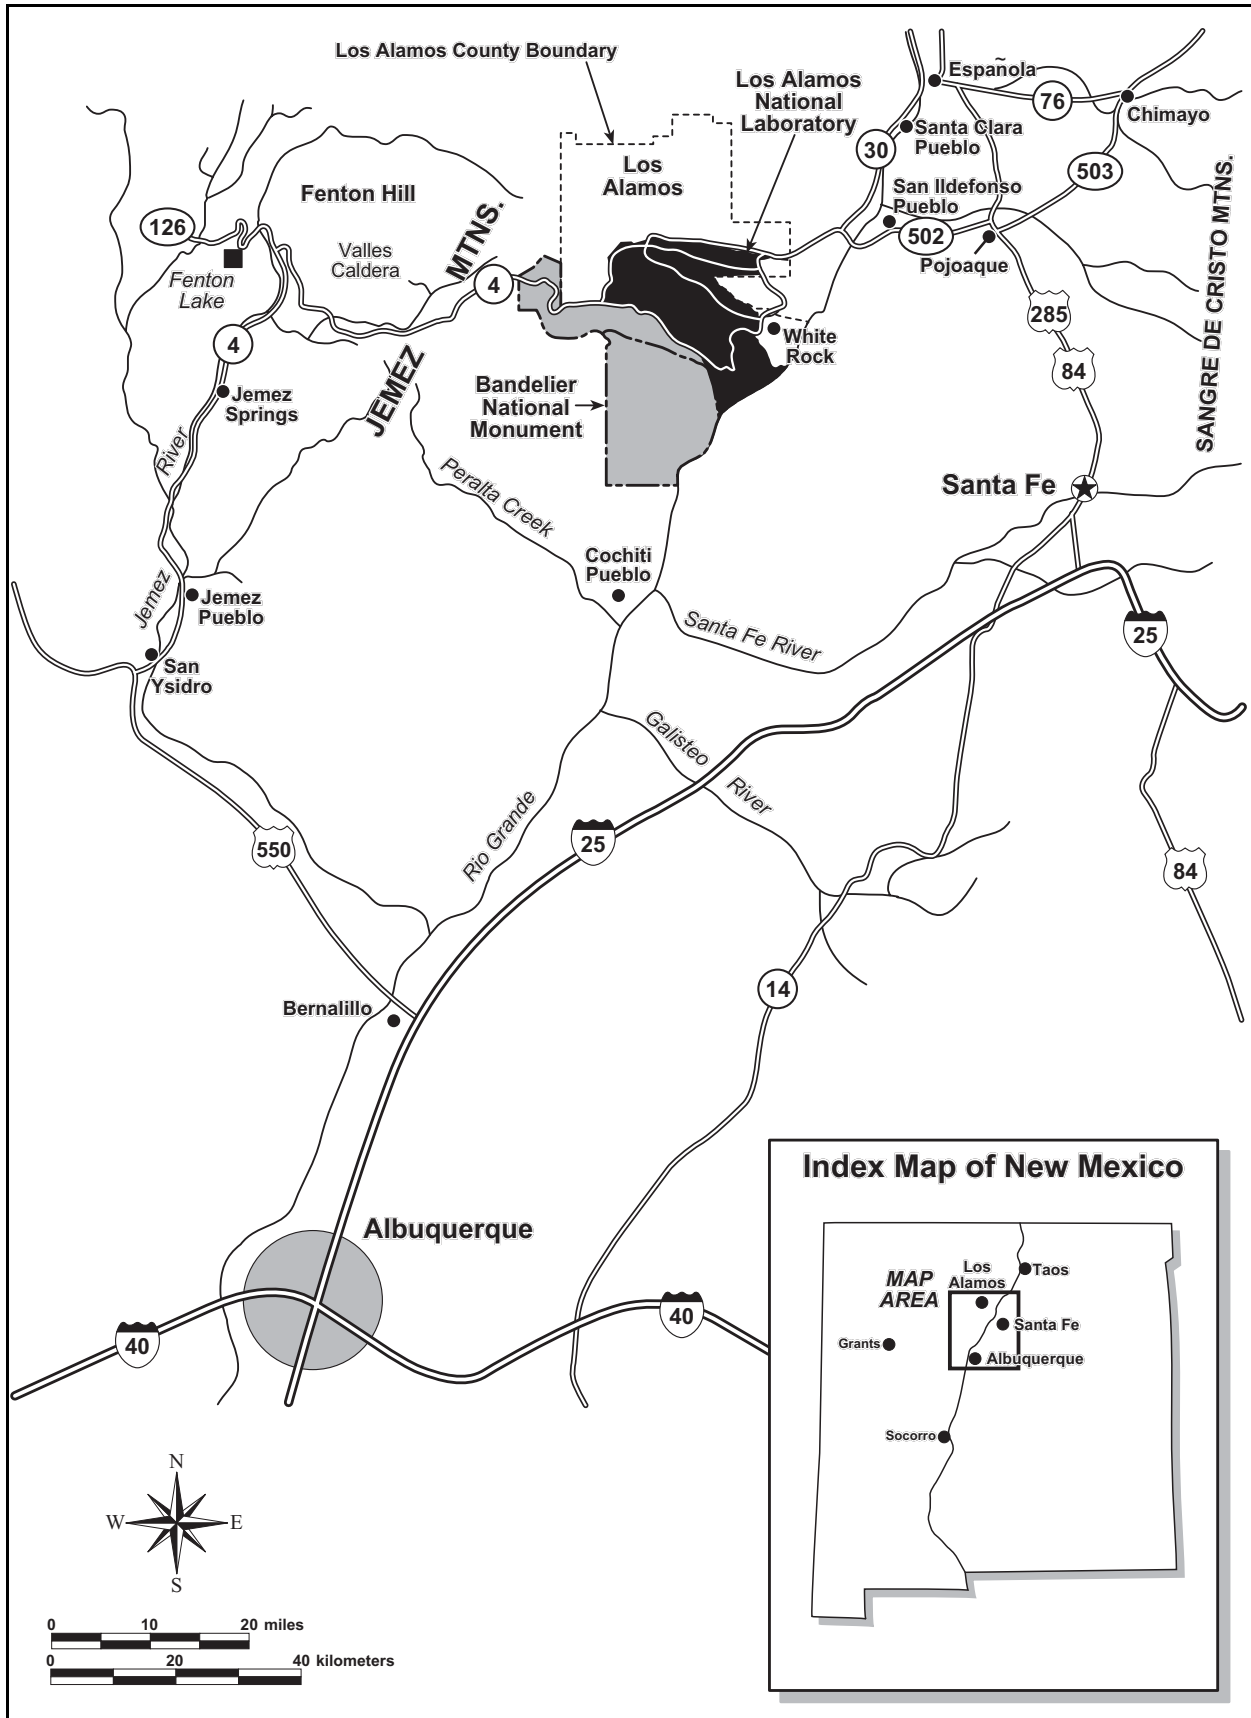 Los Alamos County Boundary
Los Alamos
National
Laboratory
Española
76
Chimayo
Santa Clara
Pueblo
30
503
Los
Alamos
San Ildefonso
Pueblo
Fenton Hill
126
MTNS.
502
Pojoaque
Valles
Caldera
Fenton
Lake
4
SANGRE DE CRISTO MTNS.
285
4
White
Rock
84
JEMEZ
Jemez
Springs
Bandelier
National
Monument
River
Santa Fe
Peralta Creek
Cochiti
Pueblo
Jemez
Jemez
Pueblo
Santa Fe River
25
San
Ysidro
Galisteo
River
Rio Grande
25
550
84
14
Bernalillo
Albuquerque
40
40
Index Map of New Mexico
Los
Alamos
Taos
MAP
AREA
Santa Fe
Grants
Albuquerque
Socorro
N
W E
S
0 10 20 miles
0 20 40 kilometers